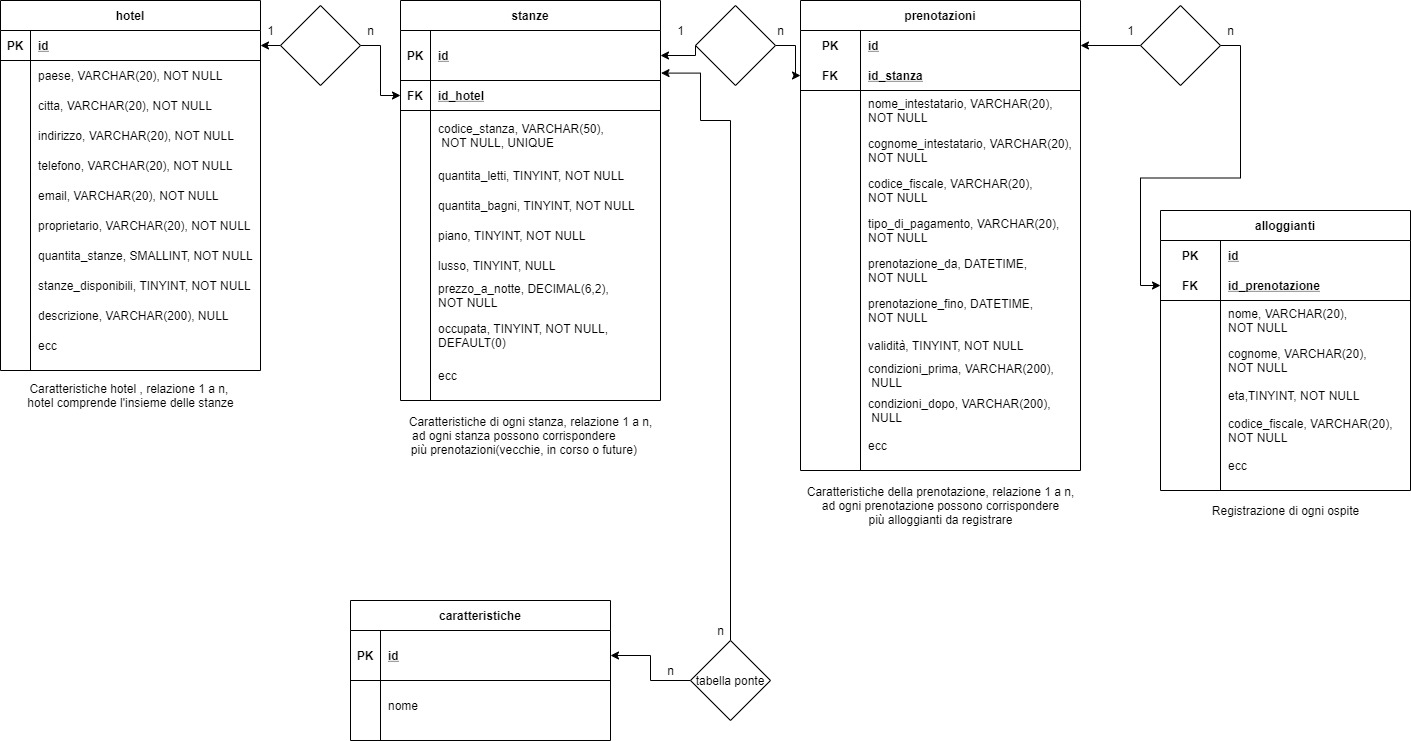 hotel
PK id
paese, VARCHAR(20), NOT NULL
citta, VARCHAR(20), NOT NULL
indirizzo, VARCHAR(20), NOT NULL
telefono, VARCHAR(20), NOT NULL
email, VARCHAR(20), NOT NULL
proprietario, VARCHAR(20), NOT NULL
quantita_stanze, SMALLINT, NOT NULL
stanze_disponibili, TINYINT, NOT NULL
descrizione, VARCHAR(200), NULL
ecc
Caratteristiche hotel , relazione 1 a n,
hotel comprende l'insieme delle stanze
1
n
stanze
PK id
FK id_hotel
codice_stanza, VARCHAR(50),
NOT NULL, UNIQUE
quantita_letti, TINYINT, NOT NULL
quantita_bagni, TINYINT, NOT NULL
piano, TINYINT, NOT NULL
lusso, TINYINT, NULL
prezzo_a_notte, DECIMAL(6,2),
NOT NULL
occupata, TINYINT, NOT NULL,
DEFAULT(0)
ecc
Caratteristiche di ogni stanza, relazione 1 a n,
ad ogni stanza possono corrispondere
più prenotazioni(vecchie, in corso o future)
1
n
prenotazioni
PK id
FK id_stanza
nome_intestatario, VARCHAR(20),
NOT NULL
cognome_intestatario, VARCHAR(20),
NOT NULL
codice_fiscale, VARCHAR(20),
NOT NULL
tipo_di_pagamento, VARCHAR(20),
NOT NULL
prenotazione_da, DATETIME,
NOT NULL
prenotazione_fino, DATETIME,
NOT NULL
validità, TINYINT, NOT NULL
condizioni_prima, VARCHAR(200),
NULL
condizioni_dopo, VARCHAR(200),
NULL
ecc
Caratteristiche della prenotazione, relazione 1 a n,
ad ogni prenotazione possono corrispondere
più alloggianti da registrare
1
n
alloggianti
PK id
FK id_prenotazione
nome, VARCHAR(20),
NOT NULL
cognome, VARCHAR(20),
NOT NULL
eta,TINYINT, NOT NULL
codice_fiscale, VARCHAR(20),
NOT NULL
ecc
Registrazione di ogni ospite
caratteristiche
PK id
nome
n
n
tabella ponte